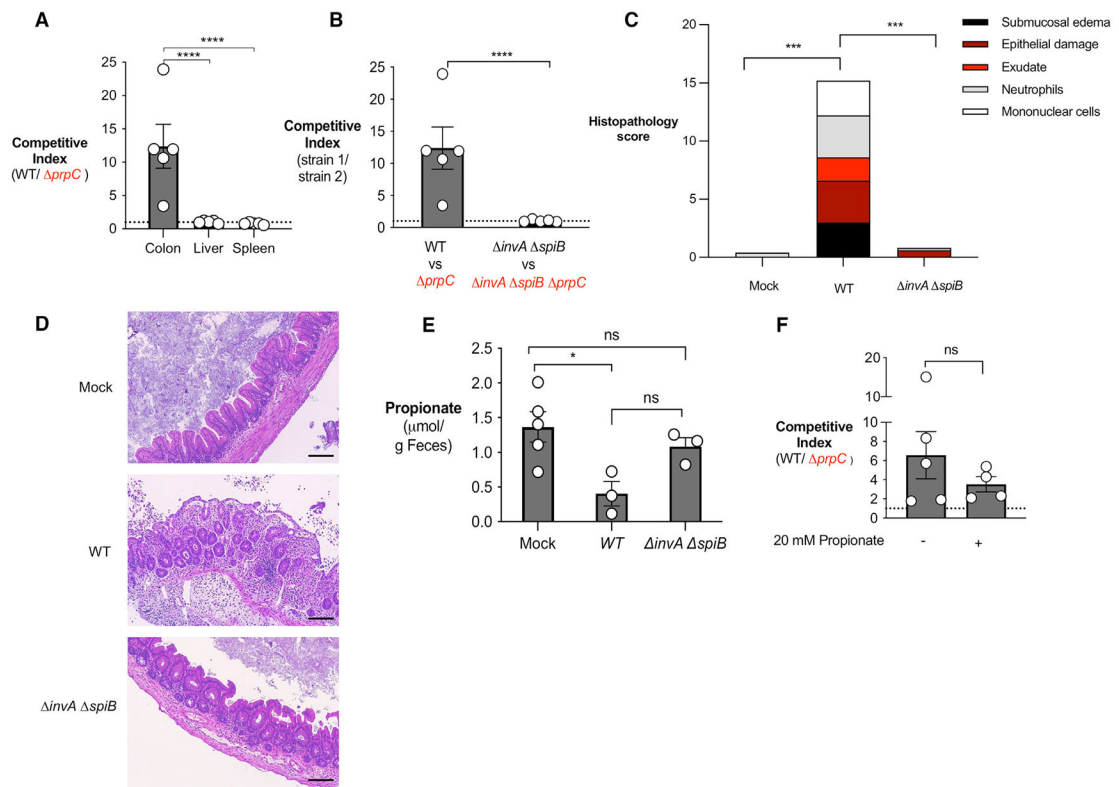 A
****
****
25
20
15
10
5
0
Competitive
Index
(WT/ ΔprpC )
Colon
Liver
Spleen
B
****
25
20
15
10
5
0
Competitive
Index
(strain 1/
strain 2)
WT
vs
ΔprpC
ΔinvA ΔspiB
vs
ΔinvA ΔspiB ΔprpC
C
***
***
20
15
10
5
0
Histopathology
score
Mock
WT
ΔinvA ΔspiB
Submucosal edema
Epithelial damage
Exudate
Neutrophils
Mononuclear cells
D
Mock
WT
ΔinvA ΔspiB
E
ns
*
ns
2.5
2.0
1.5
1.0
0.5
0.0
Propionate
(μmol/
g Feces)
Mock
WT
ΔinvA ΔspiB
F
ns
20
15
10
10
8
6
4
2
0
Competitive
Index
(WT/ ΔprpC )
20 mM Propionate
-
+